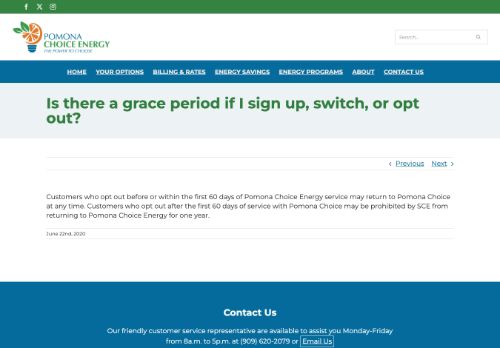 POMONA
CHOICE ENERGY
THE POWER TO CHOOSE
Search...
HOME YOUR OPTIONS BILLING & RATES ENERGY SAVINGS ENERGY PROGRAMS ABOUT CONTACT US
Is there a grace period if I sign up, switch, or opt
out?
Previous Next
Customers who opt out before or within the first 60 days of Pomona Choice Energy service may return to Pomona Choice
at any time. Customers who opt out after the first 60 days of service with Pomona Choice may be prohibited by SCE from
returning to Pomona Choice Energy for one year.
June 22nd, 2020
Contact Us
Our friendly customer service representative are available to assist you Monday-Friday
from 8a.m. to 5p.m. at (909) 620-2079 or Email Us